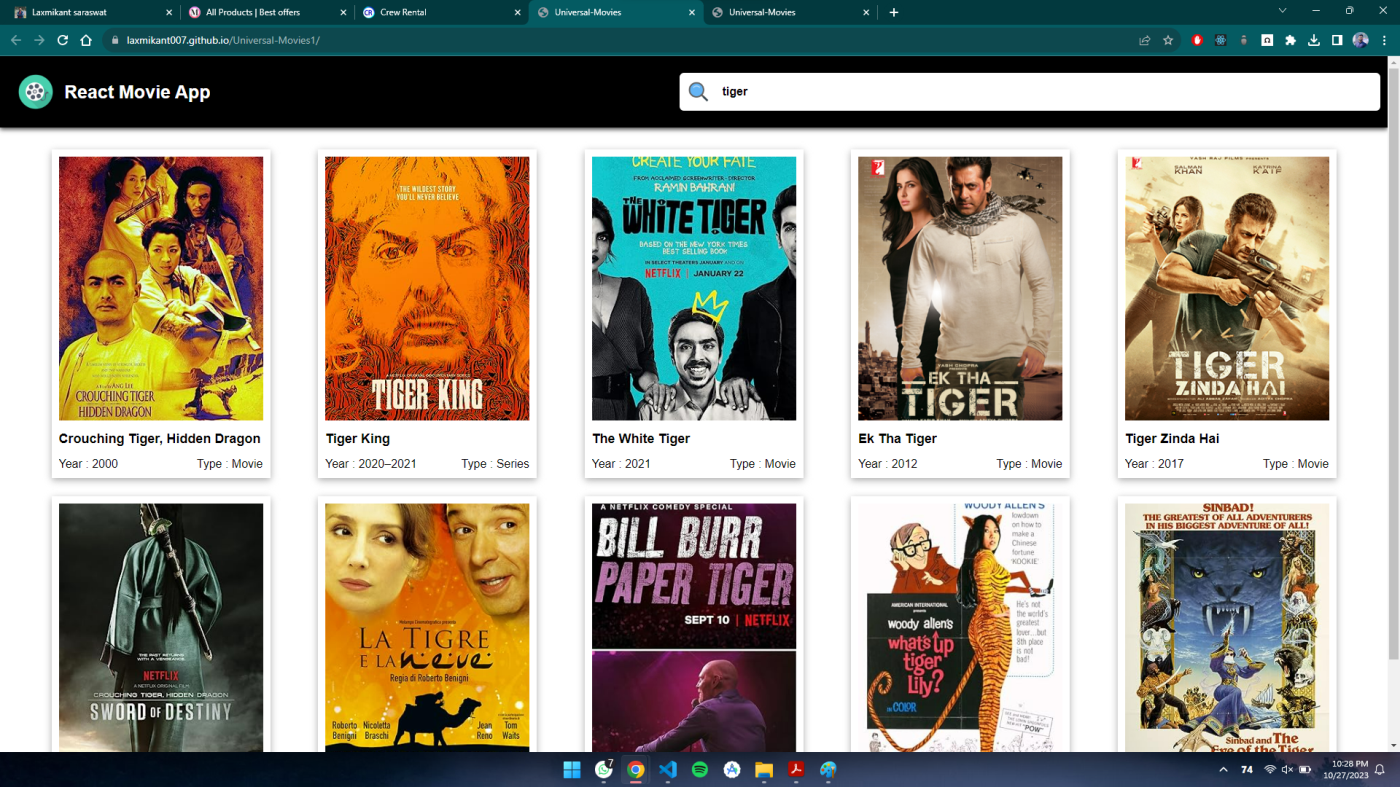 Laxmikant saraswat
All Products | Best offers
CR
Crew Rental
Universal-Movies
Universal-Movies
laxmikant007.github.io/Universal-Movies1/
React Movie App
tiger
A Film By ANG LEE
CROUCHING TIGER
HIDDEN DRAGON
Crouching Tiger, Hidden Dragon
Year : 2000
Type : Movie
THE WILDEST STORY
YOU'LL NEVER BELIEVE
TIGER KING
Tiger King
Year : 2020–2021
Type : Series
CREATE YOUR FATE
FROM ACCLAIMED SCREENWRITER - DIRECTOR
RAMIN BAHRANI
THE WHITE TIGER
BASED ON THE NEW YORK TIMES
BEST SELLING BOOK
IN SELECT THEATERS JANUARY AND ON
NETFLIX | JANUARY 22
The White Tiger
Year : 2021
Type : Movie
YASH CHOPRA
EK THA
TIGER
Ek Tha Tiger
Year : 2012
Type : Movie
YASH RAJ FILMS PRESENTS
SALMAN
KHAN
KATRINA
KAIF
TIGER
ZINDA HAI
Tiger Zinda Hai
Year : 2017
Type : Movie
THE PAST RETURNS
WITH A VENGEANCE
NETFLIX
A NETFLIX ORIGINAL FILM
CROUCHING TIGER, HIDDEN DRAGON
SWORD OF DESTINY
Melampo Cinematografica presenta
LA TIGRE
E LA NEVE
Regia di Roberto Benigni
Roberto
Benigni
Nicoletta
Braschi
Jean
Reno
Tom
Waits
A NETFLIX COMEDY SPECIAL
BILL BURR
PAPER TIGER
SEPT 10 | NETFLIX
WOODY ALLEN'S
lowdown
on how to
make a
Chinese
fortune
'KOOKIE'
He's not
the world's
greatest
lover...but
8th place
is not
bad!
AMERICAN INTERNATIONAL
presents
woody allen's
what's up
tiger
lily?
IN COLOR
"POW"
SINBAD!
THE GREATEST OF ALL ADVENTURERS
IN HIS BIGGEST ADVENTURE OF ALL!
Sinbad and The
Eye of the Tiger
7
74
10:28 PM
10/27/2023